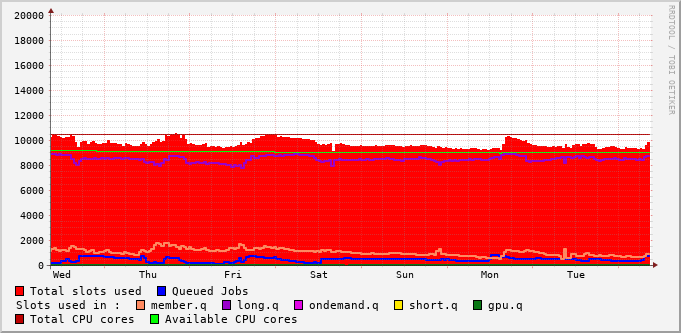 20000
18000
16000
14000
12000
10000
8000
6000
4000
2000
0
Wed Thu Fri Sat Sun Mon Tue
Total slots used Queued Jobs
Slots used in : member.q long.q ondemand.q short.q gpu.q
Total CPU cores Available CPU cores
RRDTOOL / TOBI OETIKER